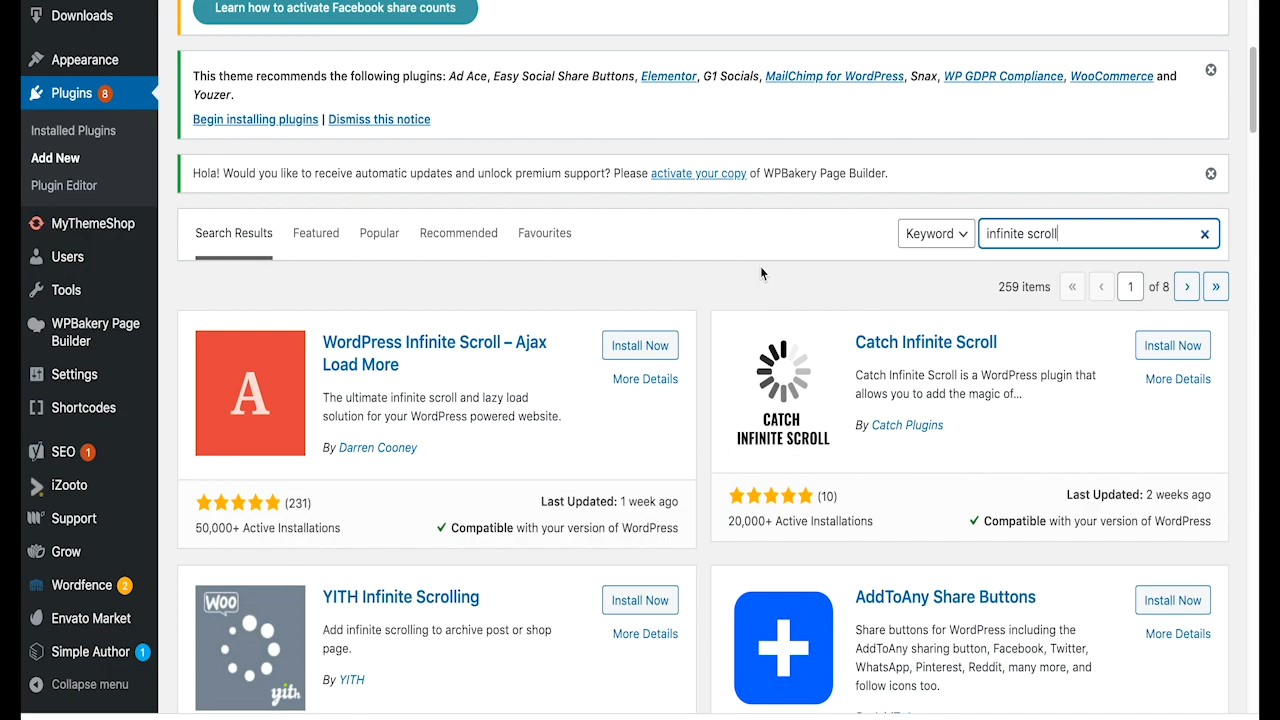 Downloads
Appearance
Plugins 8
Installed Plugins
Add New
Plugin Editor
MyThemeShop
Users
Tools
WPBakery Page
Builder
Settings
Shortcodes
SEO 1
iZooto
Support
Grow
Wordfence 2
Envato Market
Simple Author 1
Collapse menu
Learn how to activate Facebook share counts
This theme recommends the following plugins: Ad Ace, Easy Social Share Buttons, Elementor, G1 Socials, MailChimp for WordPress, Snax, WP GDPR Compliance, WooCommerce and
Youzer.
Begin installing plugins | Dismiss this notice
Hola! Would you like to receive automatic updates and unlock premium support? Please activate your copy of WPBakery Page Builder.
Search Results Featured Popular Recommended Favourites Keyword infinite scroll
259 items « ‹ 1 of 8 › »
A
WordPress Infinite Scroll – Ajax
Load More
Install Now
More Details
The ultimate infinite scroll and lazy load
solution for your WordPress powered website.
By Darren Cooney
(231)
Last Updated: 1 week ago
50,000+ Active Installations
✓ Compatible with your version of WordPress
CATCH
INFINITE SCROLL
Catch Infinite Scroll
Install Now
More Details
Catch Infinite Scroll is a WordPress plugin that
allows you to add the magic of...
By Catch Plugins
(10)
Last Updated: 2 weeks ago
20,000+ Active Installations
✓ Compatible with your version of WordPress
Woo
yith
YITH Infinite Scrolling
Install Now
More Details
Add infinite scrolling to archive post or shop
page.
By YITH
AddToAny Share Buttons
Install Now
More Details
Share buttons for WordPress including the
AddToAny sharing button, Facebook, Twitter,
WhatsApp, Pinterest, Reddit, many more, and
follow icons too.